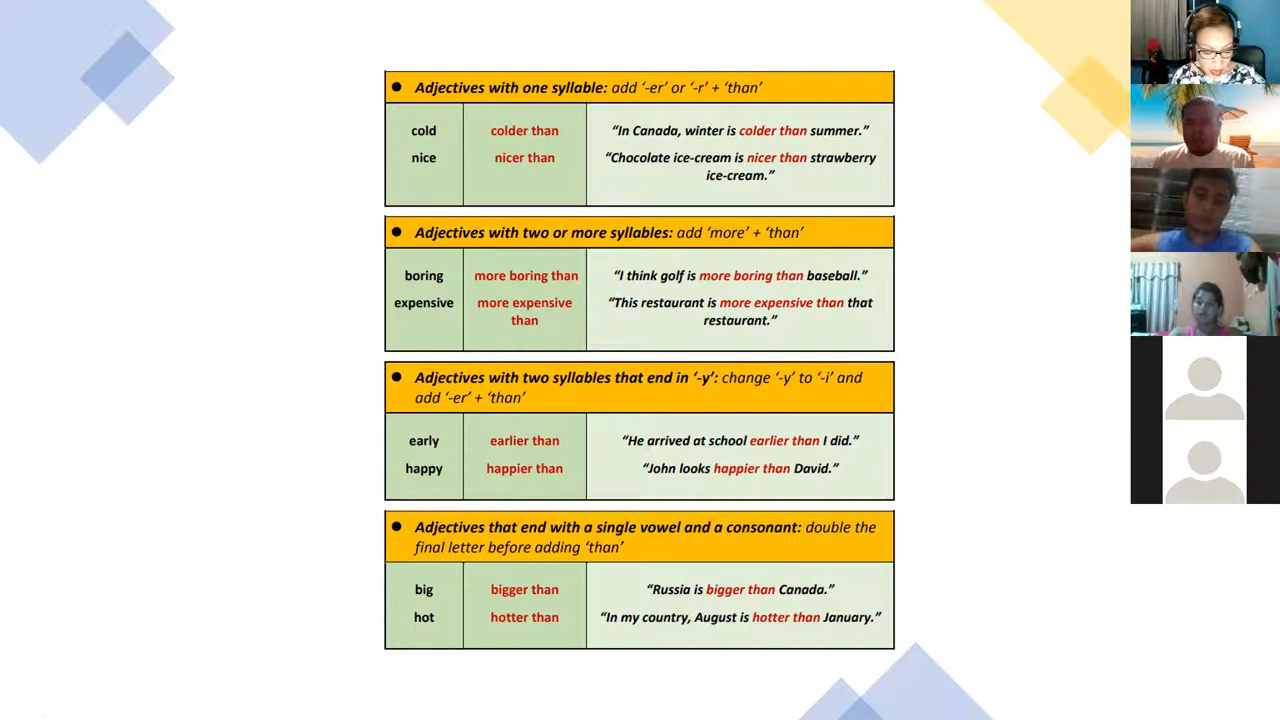 ● Adjectives with one syllable: add ‘-er’ or ‘-r’ + ‘than’
cold colder than “In Canada, winter is colder than summer.”
nice nicer than “Chocolate ice-cream is nicer than strawberry
ice-cream.”
● Adjectives with two or more syllables: add ‘more’ + ‘than’
boring more boring than “I think golf is more boring than baseball.”
expensive more expensive “This restaurant is more expensive than that
than restaurant.”
● Adjectives with two syllables that end in ‘-y’: change ‘-y’ to ‘-i’ and
add ‘-er’ + ‘than’
early earlier than “He arrived at school earlier than I did.”
happy happier than “John looks happier than David.”
● Adjectives that end with a single vowel and a consonant: double the
final letter before adding ‘than’
big bigger than “Russia is bigger than Canada.”
hot hotter than “In my country, August is hotter than January.”